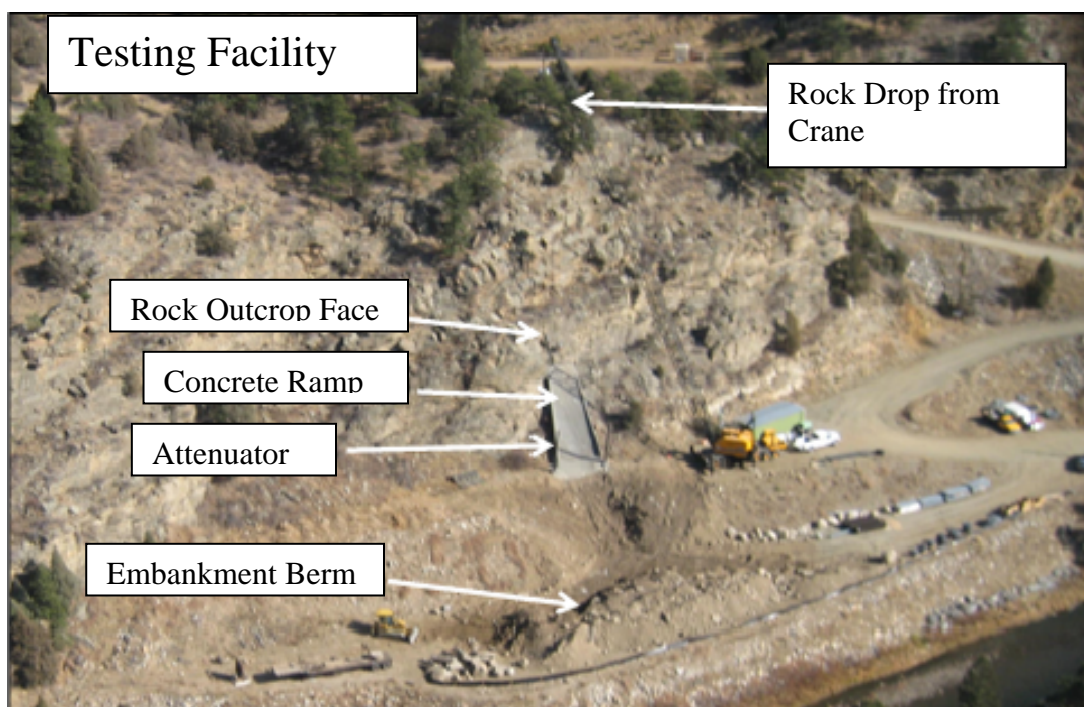 Testing Facility
Rock Drop from
Crane
Rock Outcrop Face
Concrete Ramp
Attenuator
Embankment Berm